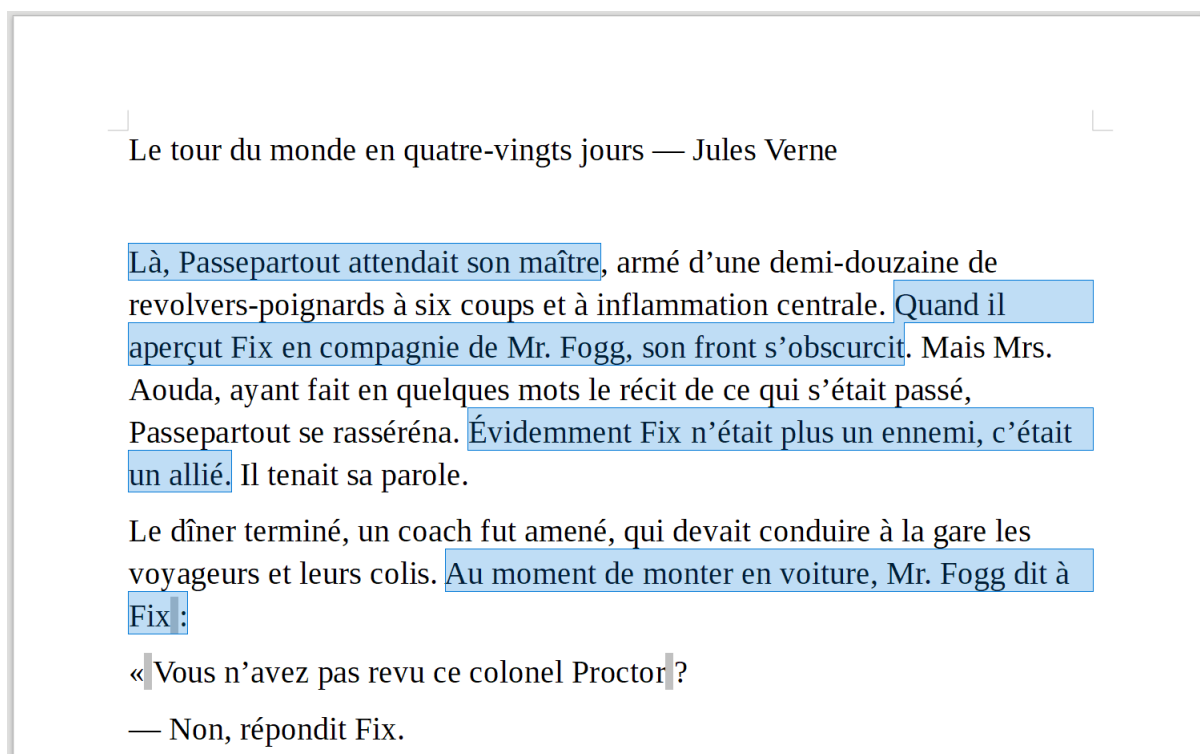 Le tour du monde en quatre-vingts jours — Jules Verne
Là, Passepartout attendait son maître, armé d’une demi-douzaine de
revolvers-poignards à six coups et à inflammation centrale. Quand il
aperçut Fix en compagnie de Mr. Fogg, son front s’obscurcit. Mais Mrs.
Aouda, ayant fait en quelques mots le récit de ce qui s’était passé,
Passepartout se rasséréna. Évidemment Fix n’était plus un ennemi, c’était
un allié. Il tenait sa parole.
Le dîner terminé, un coach fut amené, qui devait conduire à la gare les
voyageurs et leurs colis. Au moment de monter en voiture, Mr. Fogg dit à
Fix :
« Vous n’avez pas revu ce colonel Proctor ?
— Non, répondit Fix.